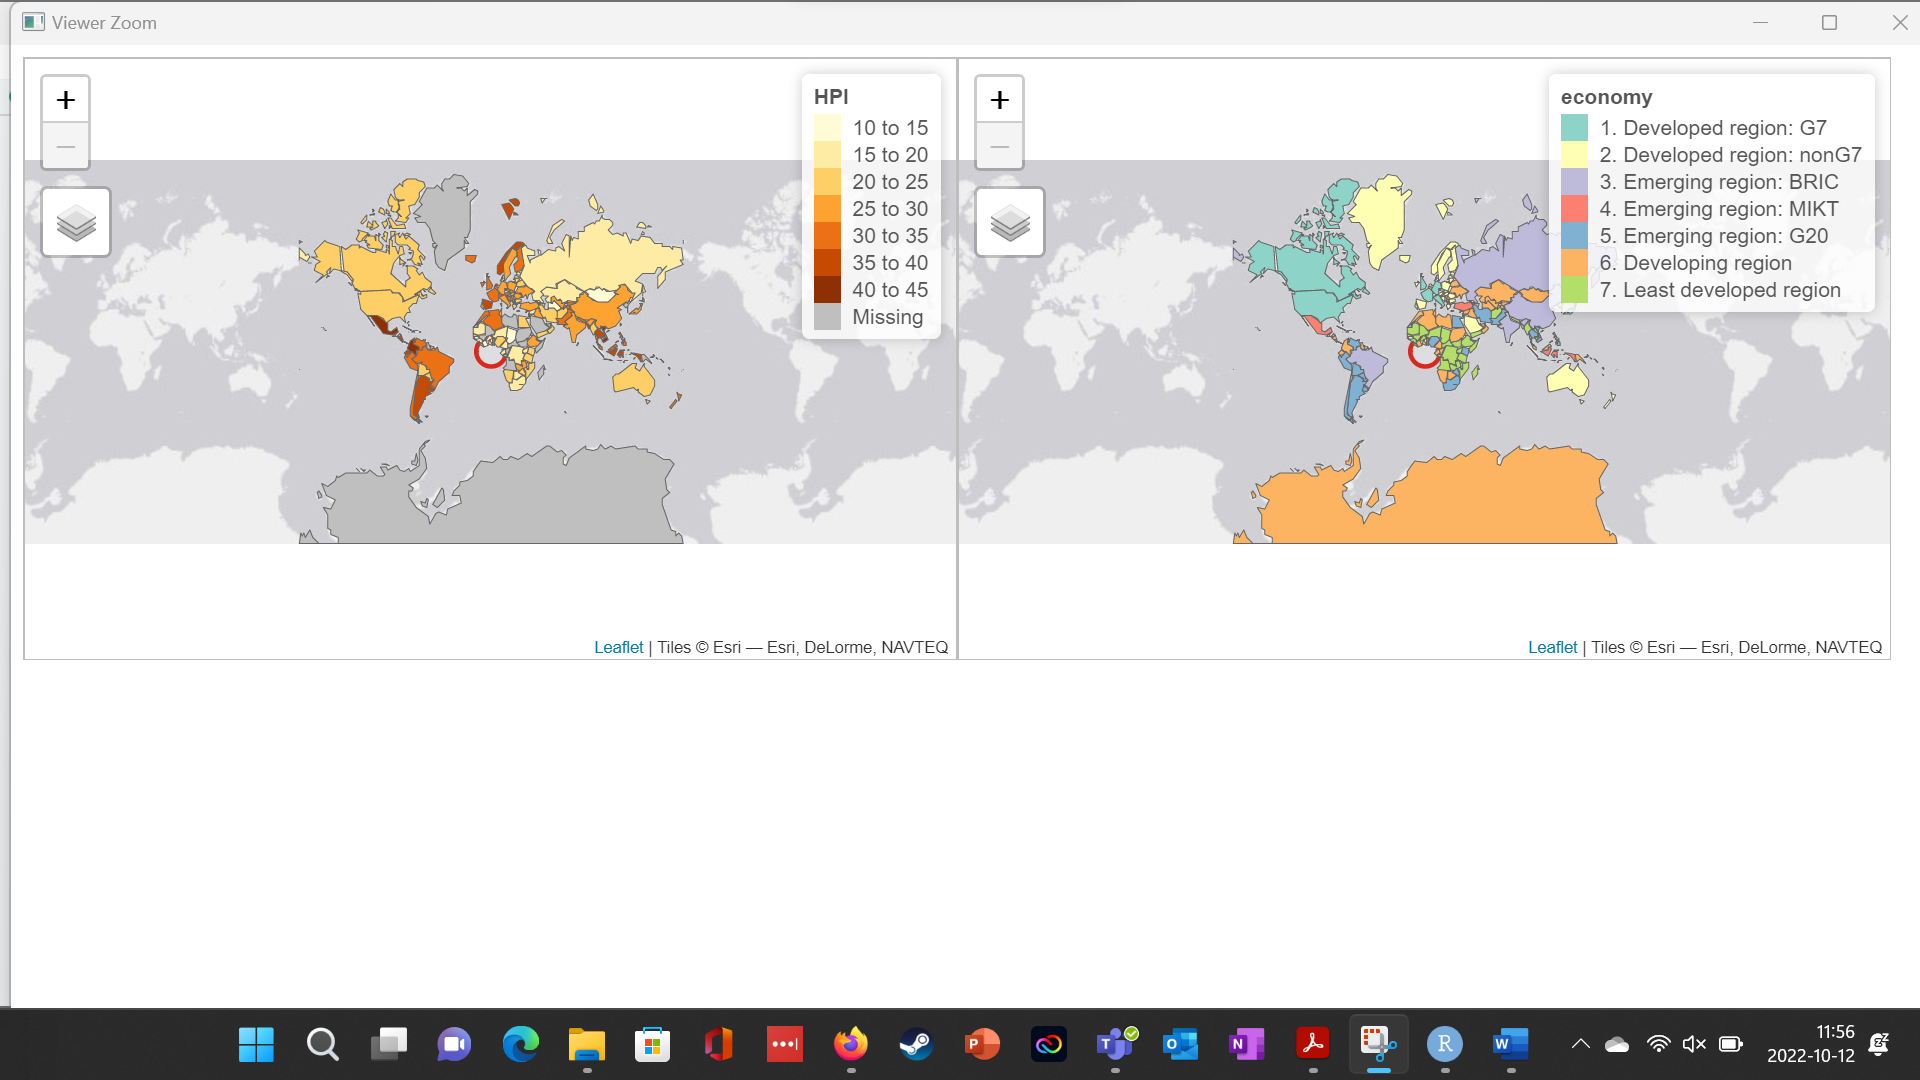 Viewer Zoom
+
−
HPI
10 to 15
15 to 20
20 to 25
25 to 30
30 to 35
35 to 40
40 to 45
Missing
Leaflet | Tiles © Esri — Esri, DeLorme, NAVTEQ
+
−
economy
1. Developed region: G7
2. Developed region: nonG7
3. Emerging region: BRIC
4. Emerging region: MIKT
5. Emerging region: G20
6. Developing region
7. Least developed region
Leaflet | Tiles © Esri — Esri, DeLorme, NAVTEQ
11:56
2022-10-12